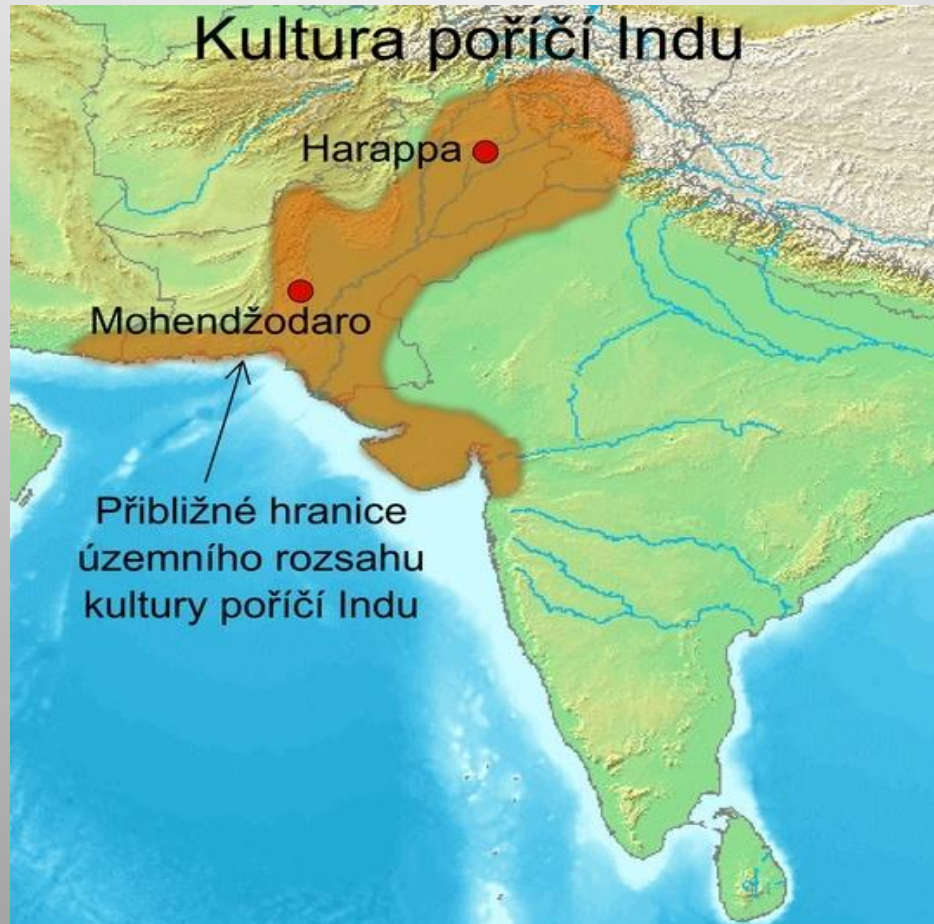 Kultura poříčí Indu
Harappa
Mohendžodaro
Přibližné hranice
územního rozsahu
kultury poříčí Indu